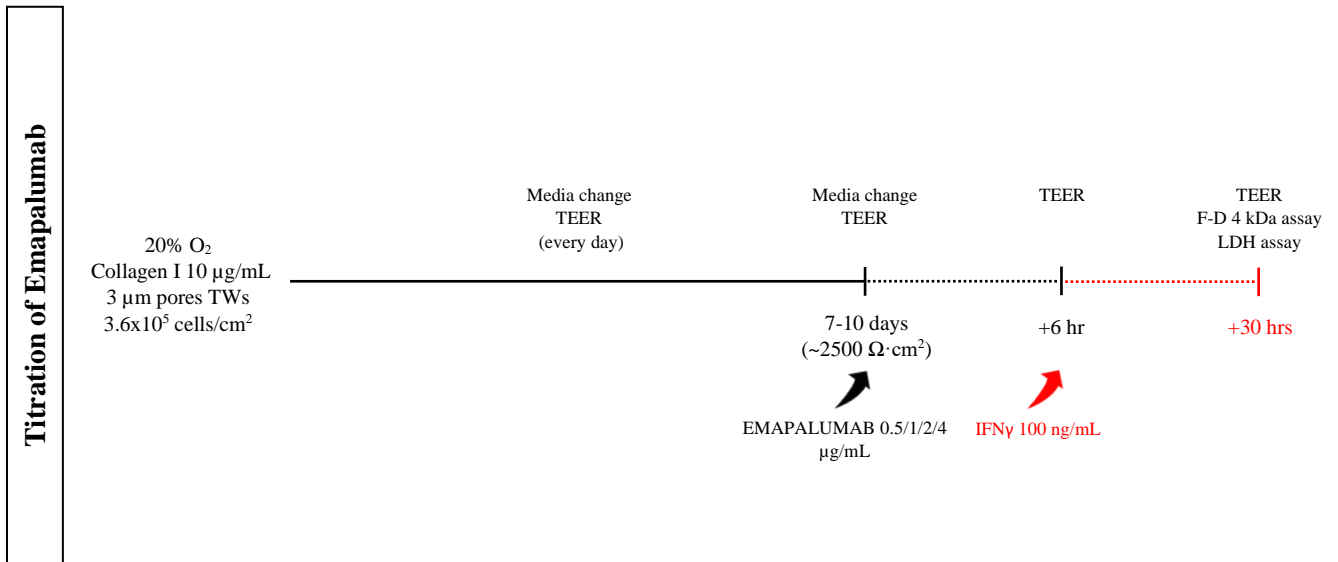 Titration of Emapalumab
20% O₂
Collagen I 10 µg/mL
3 µm pores TWs
3.6x10⁵ cells/cm²
Media change
TEER
(every day)
Media change
TEER
7-10 days
(~2500 Ω·cm²)
EMAPALUMAB 0.5/1/2/4
µg/mL
TEER
+6 hr
IFNγ 100 ng/mL
TEER
F-D 4 kDa assay
LDH assay
+30 hrs